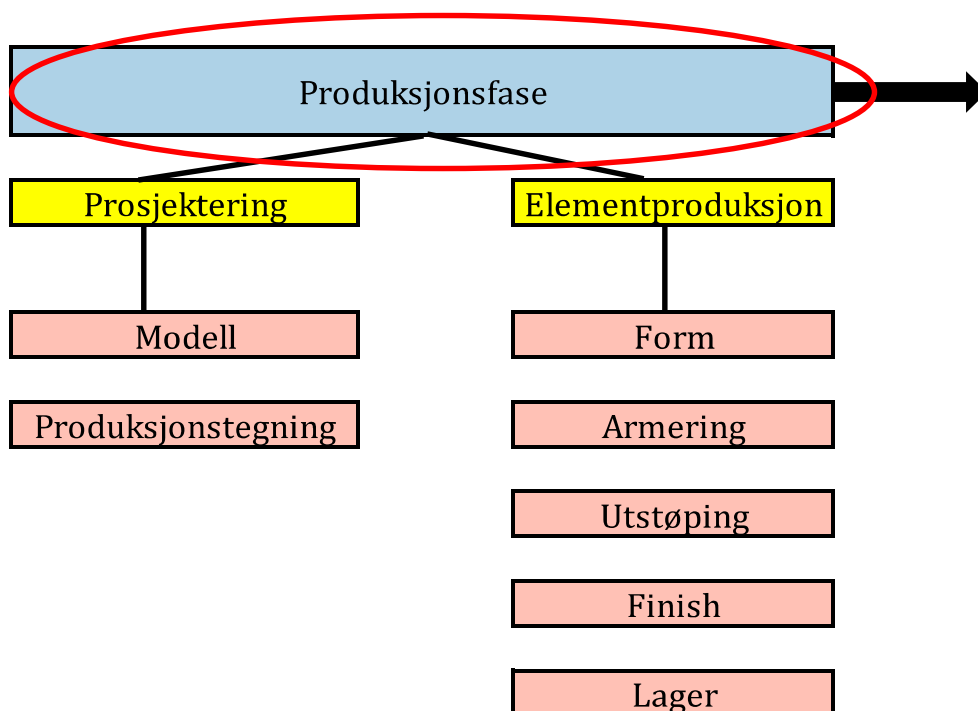 Produksjonsfase
Prosjektering
Elementproduksjon
Modell
Form
Produksjonstegning
Armering
Utstøping
Finish
Lager